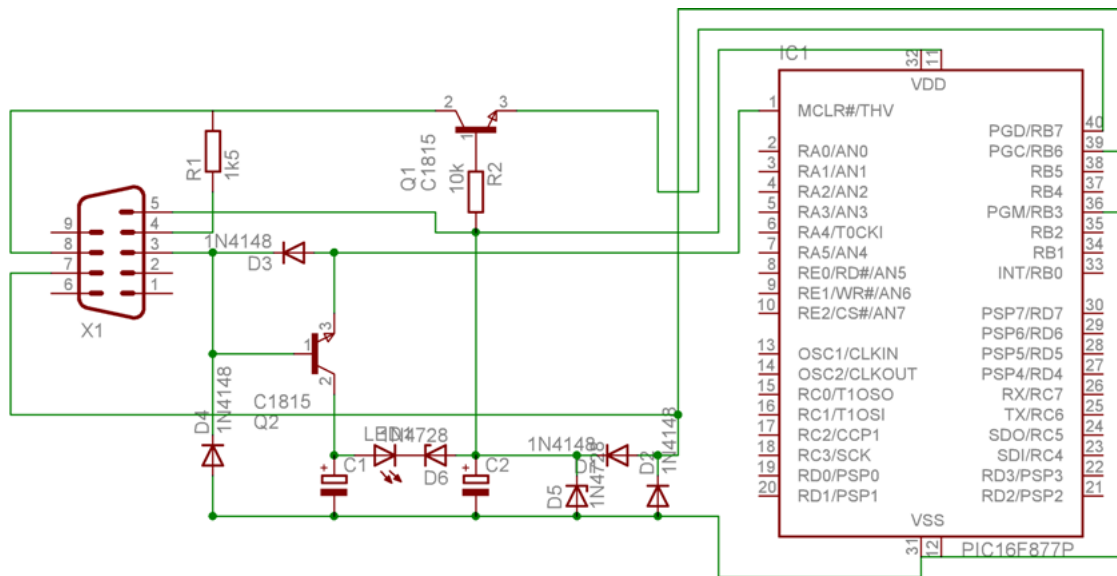 IC1
32
11
VDD
1
MCLR#/THV
2
RA0/AN0
3
RA1/AN1
4
RA2/AN2
5
RA3/AN3
6
RA4/T0CKI
7
RA5/AN4
8
RE0/RD#/AN5
9
RE1/WR#/AN6
10
RE2/CS#/AN7
13
OSC1/CLKIN
14
OSC2/CLKOUT
15
RC0/T1OSO
16
RC1/T1OSI
17
RC2/CCP1
18
RC3/SCK
19
RD0/PSP0
20
RD1/PSP1
PGD/RB7
40
PGC/RB6
39
RB5
38
RB4
37
PGM/RB3
36
RB2
35
RB1
34
INT/RB0
33
PSP7/RD7
30
PSP6/RD6
29
PSP5/RD5
28
PSP4/RD4
27
RX/RC7
26
TX/RC6
25
SDO/RC5
24
SDI/RC4
23
RD3/PSP3
22
RD2/PSP2
21
VSS
31
12
PIC16F877P
2
3
1
Q1
C1815
10k
R2
R1
1k5
5
9
4
8
3
7
2
6
1
X1
1N4148
D3
3
1
2
C1815
Q2
D4
1N4148
LED1
1N4728
D6
+
C1
+
C2
1N4148
D1
D5
1N4728
D2
1N4148